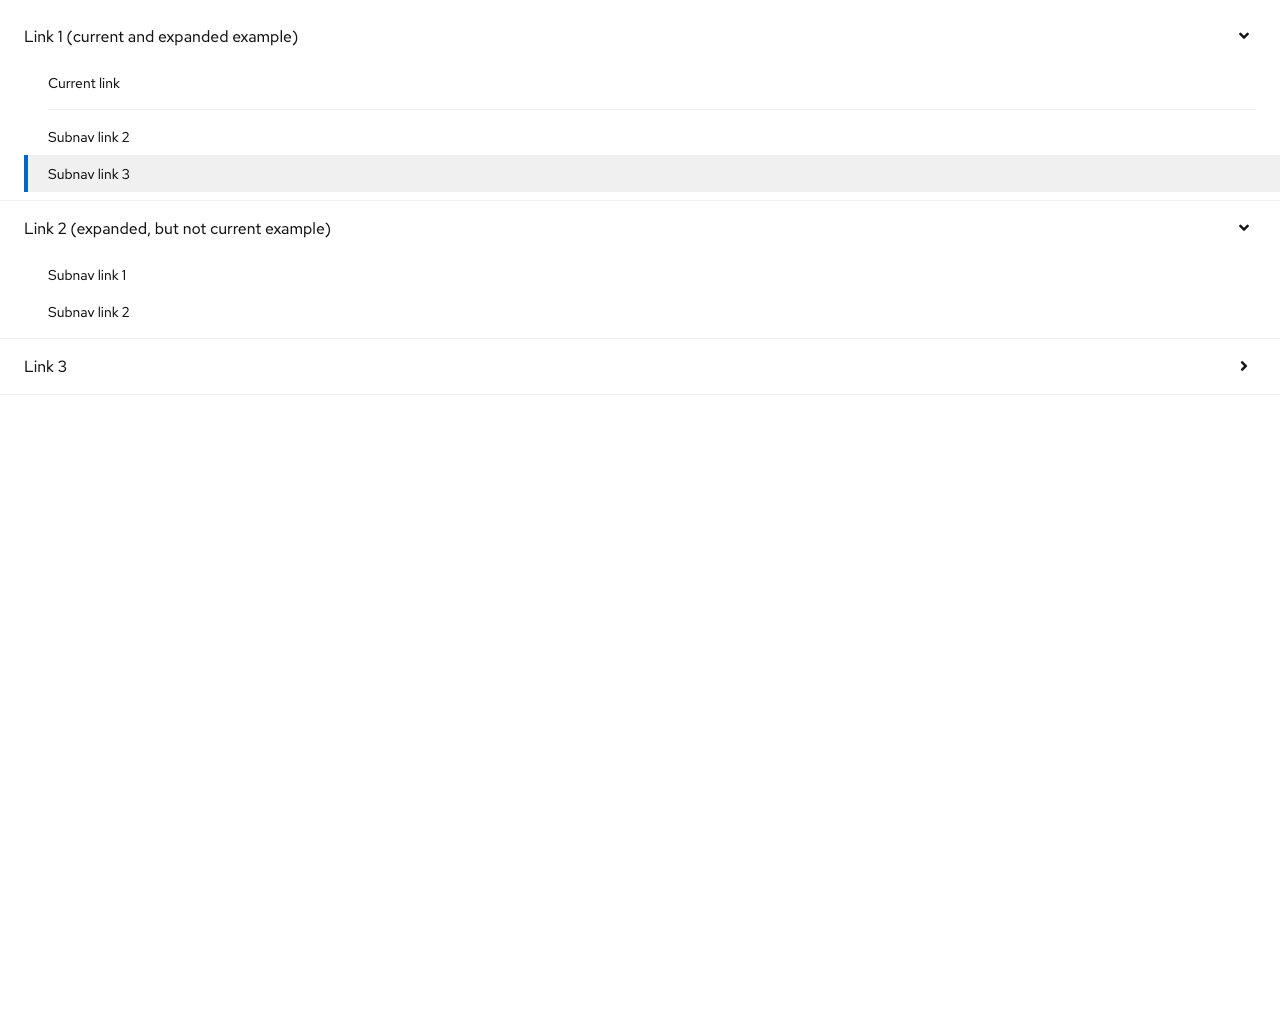 Link 1 (current and expanded example)
Current link
Subnav link 2
Subnav link 3
Link 2 (expanded, but not current example)
Subnav link 1
Subnav link 2
Link 3